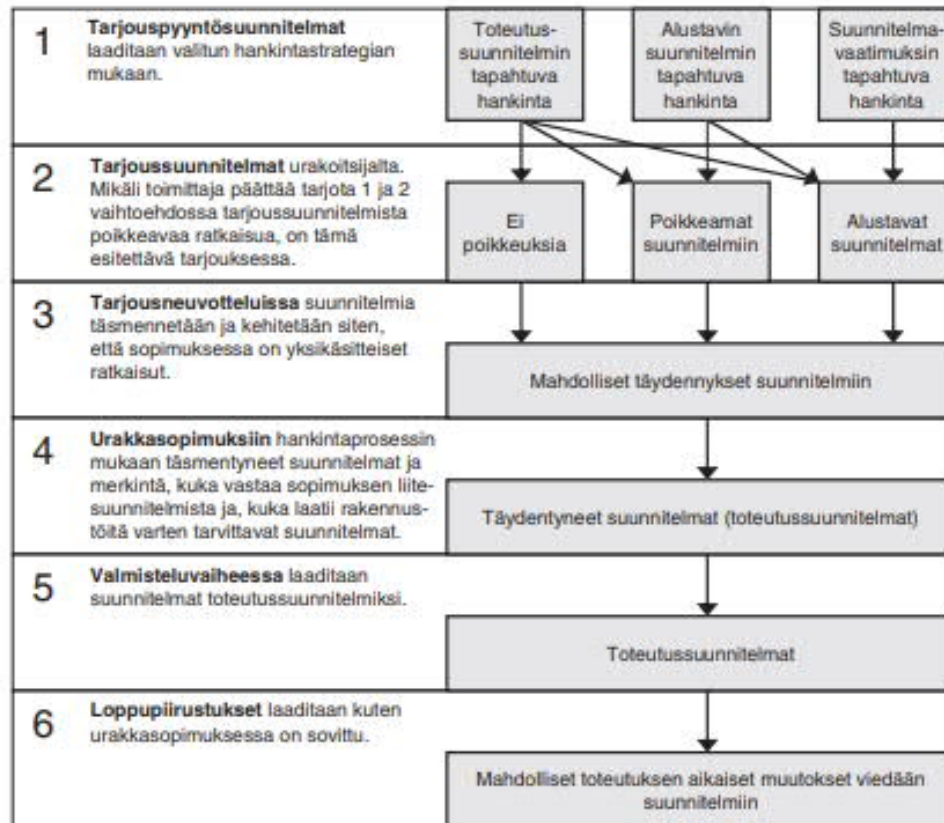 1
Tarjouspyyntösuunnitelmat
laaditaan valitun hankintastrategian
mukaan.
Toteutus-
suunnitelmin
tapahtuva
hankinta
Alustavin
suunnitelmin
tapahtuva
hankinta
Suunnitelma-
vaatimuksin
tapahtuva
hankinta
2
Tarjoussuunnitelmat urakoitsijalta.
Mikäli toimittaja päättää tarjota 1 ja 2
vaihtoehdossa tarjoussuunnitelmista
poikkeavaa ratkaisua, on tämä
esitettävä tarjouksessa.
Ei
poikkeuksia
Poikkeamat
suunnitelmiin
Alustavat
suunnitelmat
3
Tarjousneuvotteluissa suunnitelmia
täsmennetään ja kehitetään siten,
että sopimuksessa on yksikäsitteiset
ratkaisut.
Mahdolliset täydennykset suunnitelmiin
4
Urakkasopimuksiin hankintaprosessin
mukaan täsmentyneet suunnitelmat ja
merkintä, kuka vastaa sopimuksen liite-
suunnitelmista ja, kuka laatii rakennus-
töitä varten tarvittavat suunnitelmat.
Täydentyneet suunnitelmat (toteutussuunnitelmat)
5
Valmisteluvaiheessa laaditaan
suunnitelmat toteutussuunnitelmiksi.
Toteutussuunnitelmat
6
Loppupiirustukset laaditaan kuten
urakkasopimuksessa on sovittu.
Mahdolliset toteutuksen aikaiset muutokset viedään
suunnitelmiin